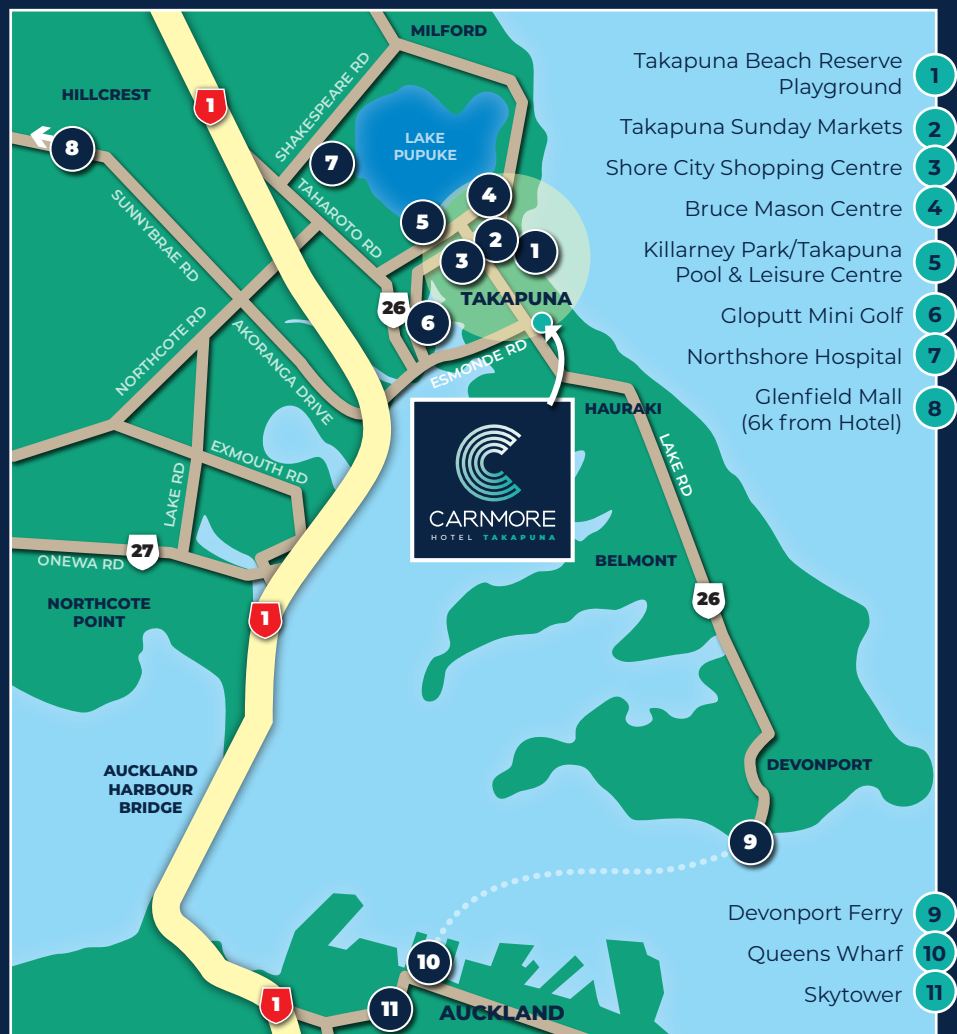 MILFORD
HILLCREST
1
SHAKESPEARE RD
8
7
LAKE
PUPUKE
TAHAROTO RD
SUNNYBRAE RD
4
5
2
1
3
TAKAPUNA
26
6
NORTHCOTE RD
AKORANGA DRIVE
ESMONDE RD
HAURAKI
LAKE RD
CARNMORE
HOTEL TAKAPUNA
EXMOUTH RD
LAKE RD
27
ONEWA RD
BELMONT
26
NORTHCOTE
POINT
1
AUCKLAND
HARBOUR
BRIDGE
DEVONPORT
9
10
11
1
AUCKLAND
Takapuna Beach Reserve
Playground
1
Takapuna Sunday Markets
2
Shore City Shopping Centre
3
Bruce Mason Centre
4
Killarney Park/Takapuna
Pool & Leisure Centre
5
Gloputt Mini Golf
6
Northshore Hospital
7
Glenfield Mall
(6k from Hotel)
8
Devonport Ferry
9
Queens Wharf
10
Skytower
11